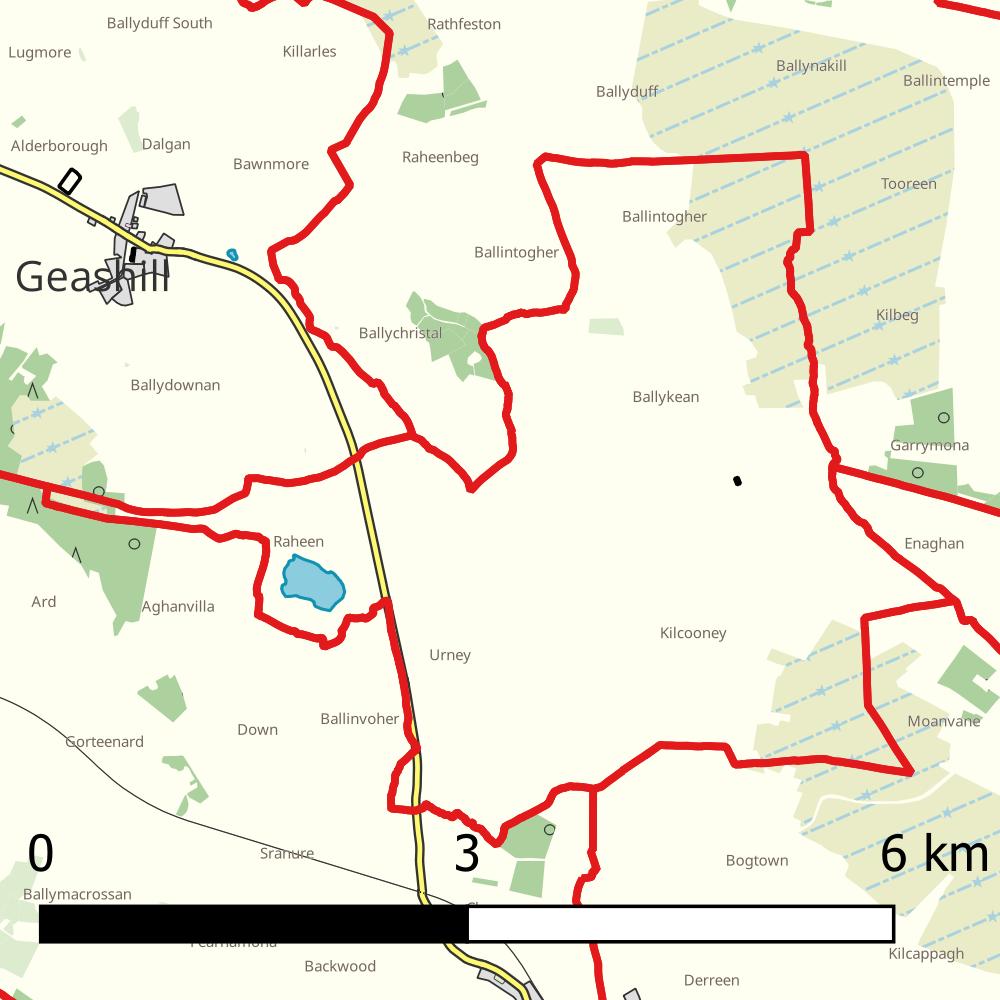 Ballyduff South
Rathfeston
Lugmore
Killarles
Ballynakill
Ballintemple
Ballyduff
Alderborough
Dalgan
Bawnmore
Raheenbeg
Tooreen
Ballintogher
Ballintogher
Geashill
Kilbeg
Ballychristal
Ballydownan
Ballykean
Garrymona
Raheen
Enaghan
Ard
Aghanvilla
Kilcooney
Urney
Ballinvoher
Moanvane
Down
Gorteenard
0
3
6 km
Sranure
Bogtown
Ballymacrossan
Kilcappagh
Backwood
Derreen